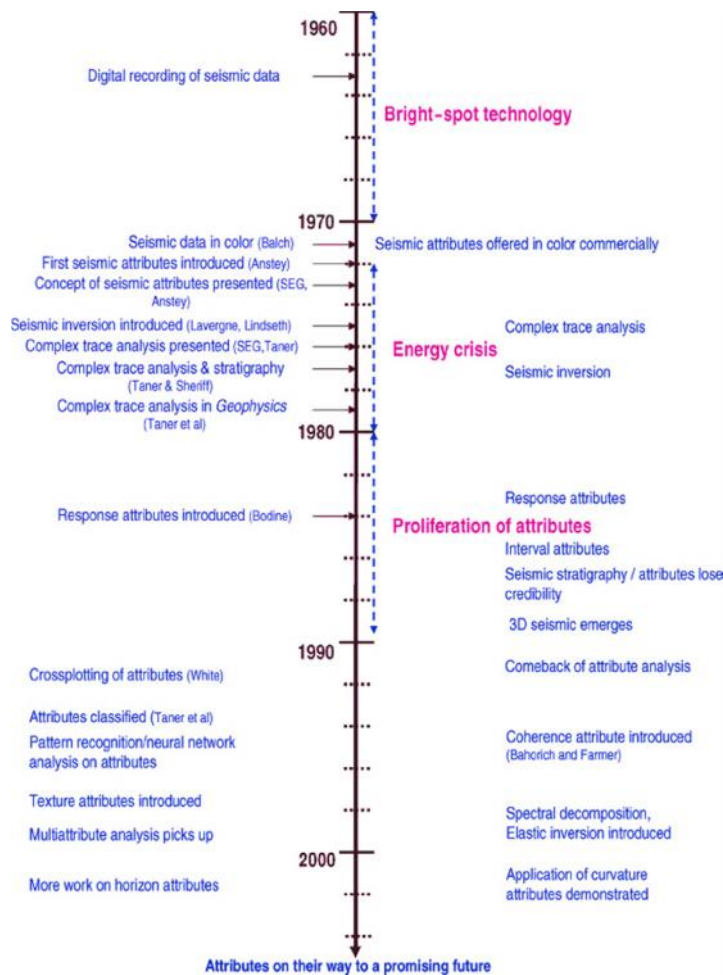 1960
Digital recording of seismic data
Bright-spot technology
1970
Seismic data in color (Balch)
Seismic attributes offered in color commercially
First seismic attributes introduced (Anstey)
Concept of seismic attributes presented (SEG,
Anstey)
Seismic inversion introduced (Lavergne, Lindseth)
Complex trace analysis
Complex trace analysis presented (SEG,Taner)
Energy crisis
Complex trace analysis & stratigraphy
(Taner & Sheriff)
Seismic inversion
Complex trace analysis in Geophysics
(Taner et al)
1980
Response attributes
Response attributes introduced (Bodine)
Proliferation of attributes
Interval attributes
Seismic stratigraphy / attributes lose
credibility
3D seismic emerges
1990
Comeback of attribute analysis
Crossplotting of attributes (White)
Attributes classified (Taner et al)
Pattern recognition/neural network
analysis on attributes
Coherence attribute introduced
(Bahorich and Farmer)
Texture attributes introduced
Spectral decomposition,
Elastic inversion introduced
Multiattribute analysis picks up
2000
More work on horizon attributes
Application of curvature
attributes demonstrated
Attributes on their way to a promising future